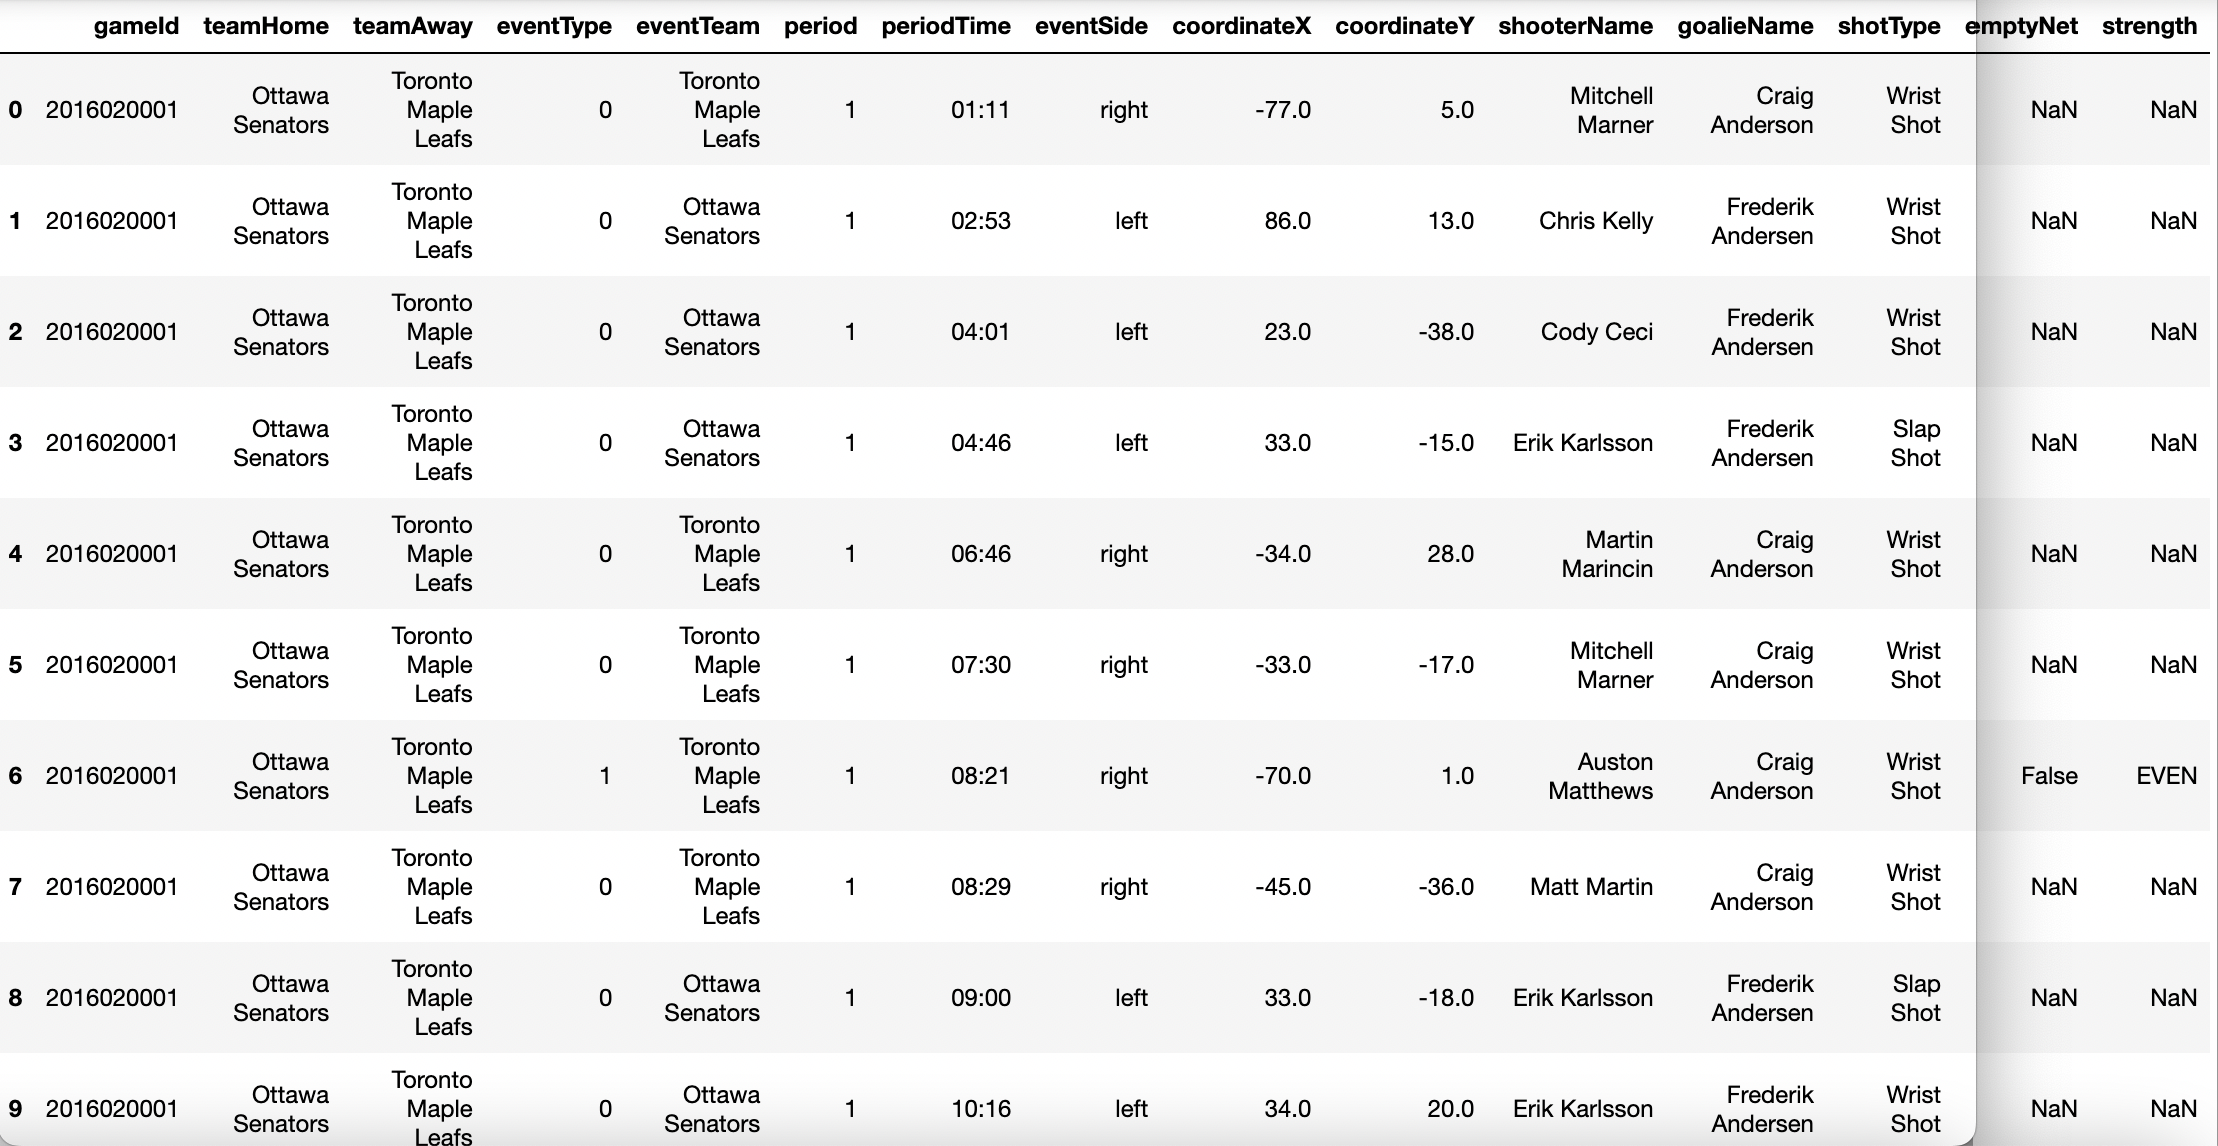 gameId teamHome teamAway eventType eventTeam period periodTime eventSide coordinateX coordinateY shooterName goalieName shotType emptyNet strength
0 2016020001 Ottawa Senators Toronto Maple Leafs 0 Toronto Maple Leafs 1 01:11 right -77.0 5.0 Mitchell Marner Craig Anderson Wrist Shot NaN NaN
1 2016020001 Ottawa Senators Toronto Maple Leafs 0 Ottawa Senators 1 02:53 left 86.0 13.0 Chris Kelly Frederik Andersen Wrist Shot NaN NaN
2 2016020001 Ottawa Senators Toronto Maple Leafs 0 Ottawa Senators 1 04:01 left 23.0 -38.0 Cody Ceci Frederik Andersen Wrist Shot NaN NaN
3 2016020001 Ottawa Senators Toronto Maple Leafs 0 Ottawa Senators 1 04:46 left 33.0 -15.0 Erik Karlsson Frederik Andersen Slap Shot NaN NaN
4 2016020001 Ottawa Senators Toronto Maple Leafs 0 Toronto Maple Leafs 1 06:46 right -34.0 28.0 Martin Marincin Craig Anderson Wrist Shot NaN NaN
5 2016020001 Ottawa Senators Toronto Maple Leafs 0 Toronto Maple Leafs 1 07:30 right -33.0 -17.0 Mitchell Marner Craig Anderson Wrist Shot NaN NaN
6 2016020001 Ottawa Senators Toronto Maple Leafs 1 Toronto Maple Leafs 1 08:21 right -70.0 1.0 Auston Matthews Craig Anderson Wrist Shot False EVEN
7 2016020001 Ottawa Senators Toronto Maple Leafs 0 Toronto Maple Leafs 1 08:29 right -45.0 -36.0 Matt Martin Craig Anderson Wrist Shot NaN NaN
8 2016020001 Ottawa Senators Toronto Maple Leafs 0 Ottawa Senators 1 09:00 left 33.0 -18.0 Erik Karlsson Frederik Andersen Slap Shot NaN NaN
9 2016020001 Ottawa Senators Toronto Maple Leafs 0 Ottawa Senators 1 10:16 left 34.0 20.0 Erik Karlsson Frederik Andersen Wrist Shot NaN NaN